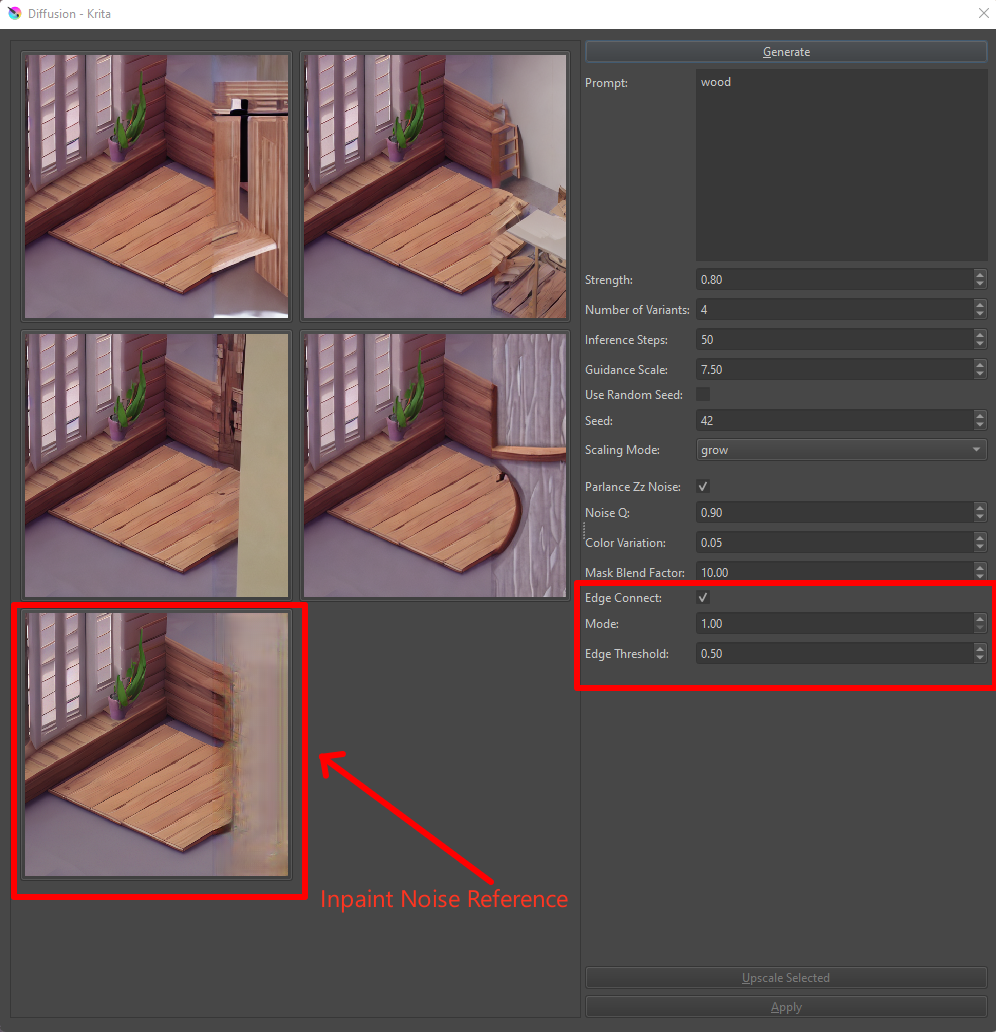 Diffusion - Krita
Generate
Prompt: wood
Strength: 0.80
Number of Variants: 4
Inference Steps: 50
Guidance Scale: 7.50
Use Random Seed:
Seed: 42
Scaling Mode: grow
Parlance Zz Noise:
Noise Q: 0.90
Color Variation: 0.05
Mask Blend Factor: 10.00
Edge Connect:
Mode: 1.00
Edge Threshold: 0.50
Inpaint Noise Reference
Upscale Selected
Apply